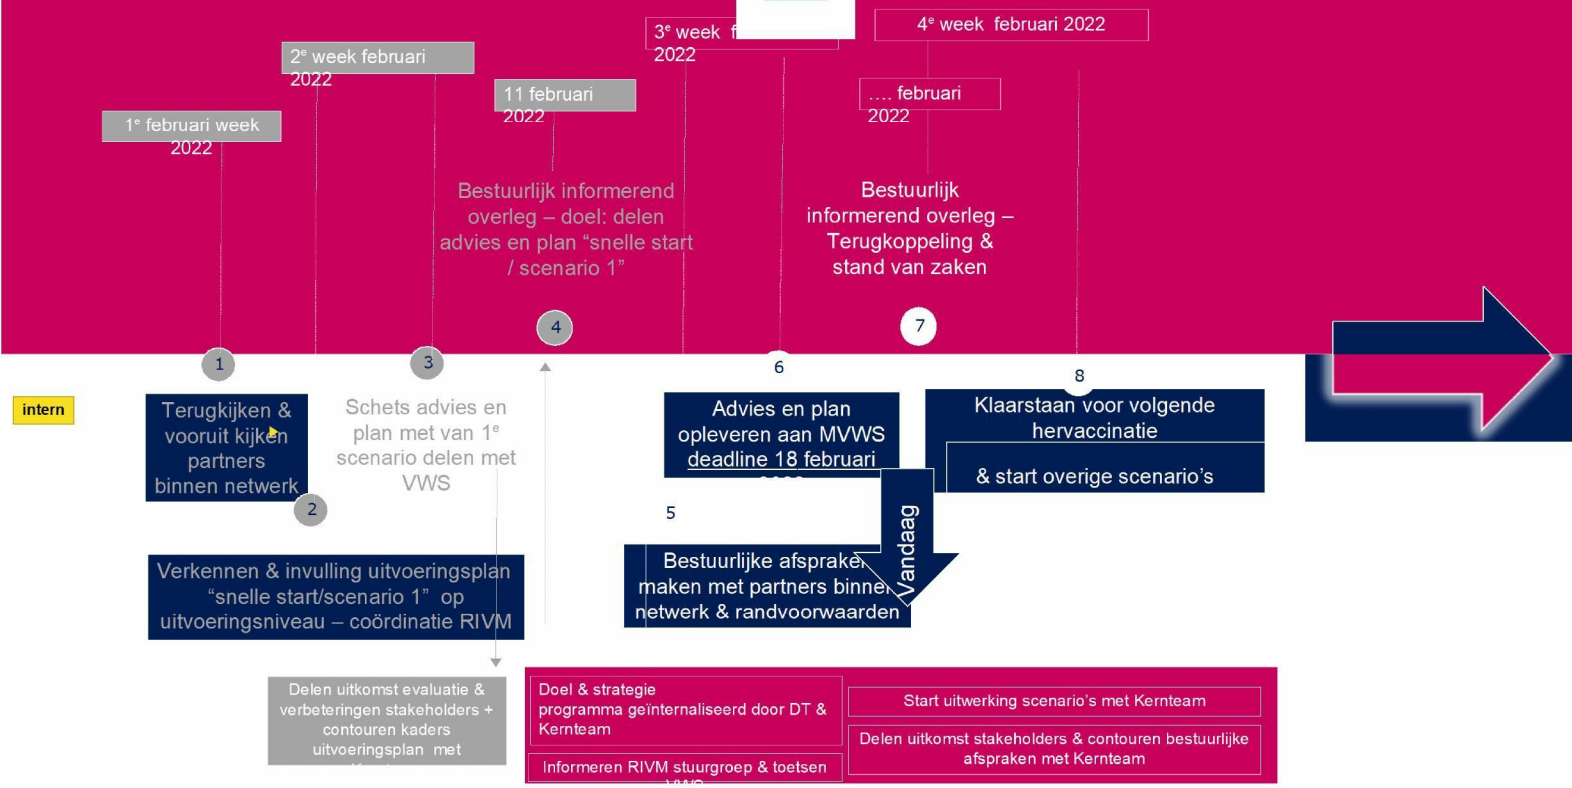 1e februari week
2022
2e week februari
2022
11 februari
2022
3e week
2022
4e week februari 2022
…. februari
2022
Bestuurlijk informerend
overleg – doel: delen
advies en plan “snelle start
/ scenario 1”
Bestuurlijk
informerend overleg –
Terugkoppeling &
stand van zaken
4
7
1
3
6
8
intern
Terugkijken &
vooruit kijken
partners
binnen netwerk
2
Schets advies en
plan met van 1e
scenario delen met
VWS
Advies en plan
opleveren aan MVWS
deadline 18 februari
Klaarstaan voor volgende
hervaccinatie
& start overige scenario’s
5
Vandaag
Verkennen & invulling uitvoeringsplan
“snelle start/scenario 1” op
uitvoeringsniveau – coördinatie RIVM
Bestuurlijke afspraken
maken met partners binnen
netwerk & randvoorwaarden
Delen uitkomst evaluatie &
verbeteringen stakeholders +
contouren kaders
uitvoeringsplan met
Doel & strategie
programma geïnternaliseerd door DT &
Kernteam
Informeren RIVM stuurgroep & toetsen
VWS
Start uitwerking scenario’s met Kernteam
Delen uitkomst stakeholders & contouren bestuurlijke
afspraken met Kernteam